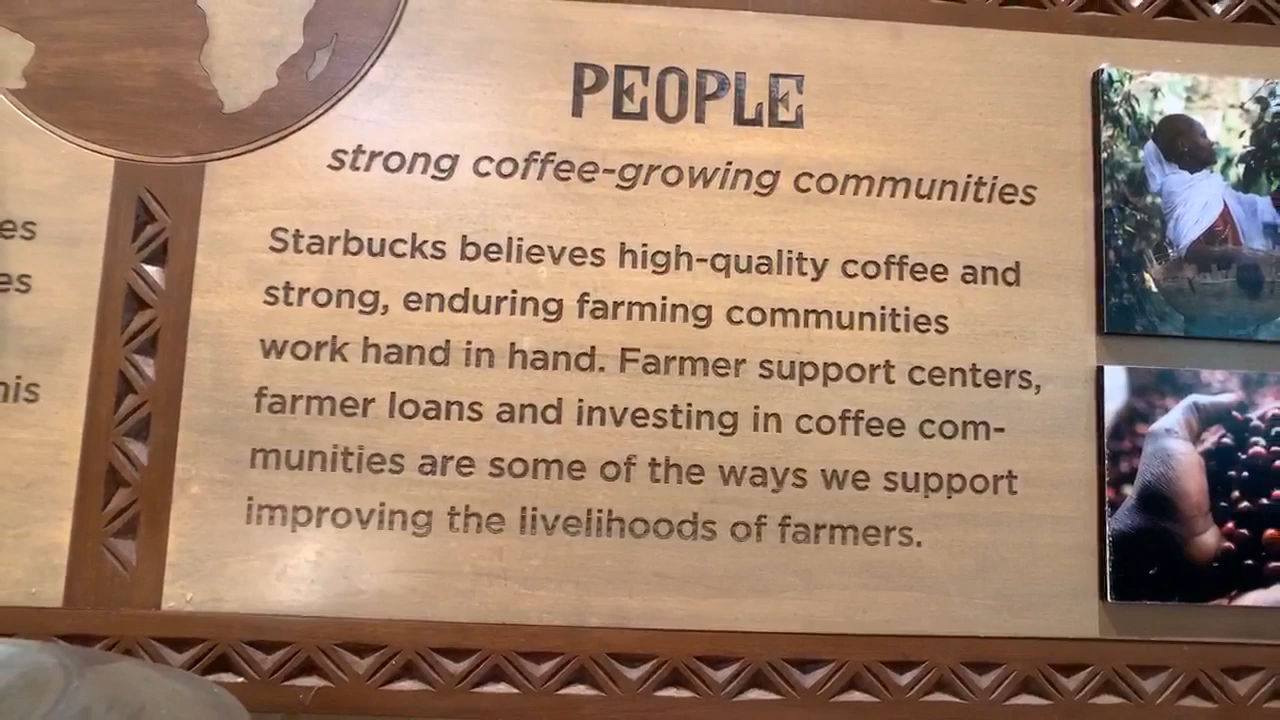 PEOPLE
strong coffee-growing communities
Starbucks believes high-quality coffee and
strong, enduring farming communities
work hand in hand. Farmer support centers,
farmer loans and investing in coffee com-
munities are some of the ways we support
improving the livelihoods of farmers.